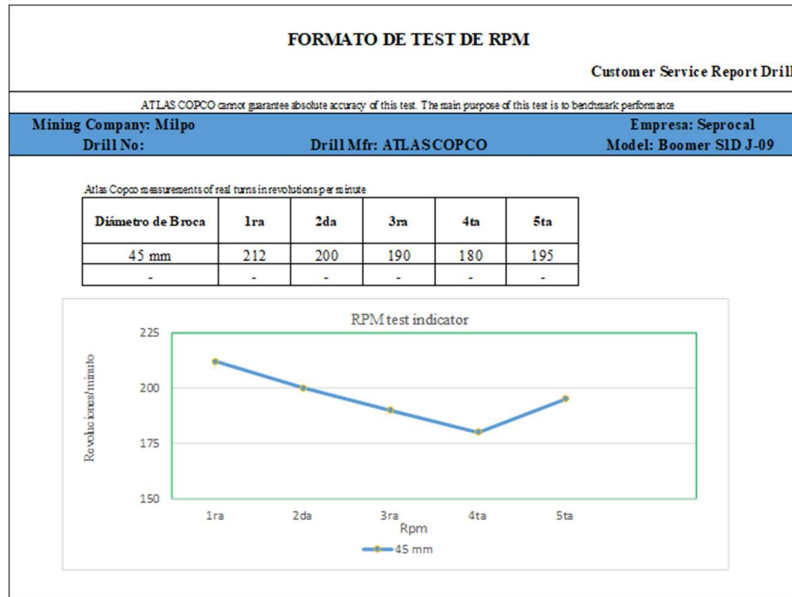 FORMATO DE TEST DE RPM
Customer Service Report Drill
ATLAS COPCO cannot guarantee absolute accuracy of this test. The main purpose of this test is to benchmark performance
Mining Company: Milpo Empresa: Seprocal
Drill No: Drill Mfr: ATLAS COPCO Model: Boomer S1D J-09
Atlas Copco measurements of real turns in revolutions per minute
Diámetro de Broca 1ra 2da 3ra 4ta 5ta
45 mm 212 200 190 180 195
- - - - - -
RPM test indicator
225
200
175
150
Revoluciones/minuto
1ra 2da 3ra 4ta 5ta
Rpm
45 mm